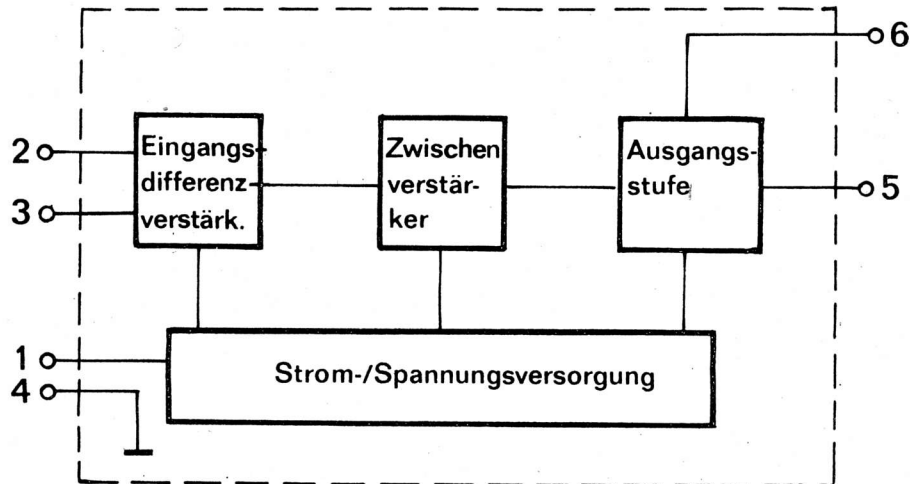 6
2
Eingangs-
differenz-
verstärk.
Zwischen
verstär-
ker
Ausgangs-
stufe
3
5
1
Strom-/Spannungsversorgung
4